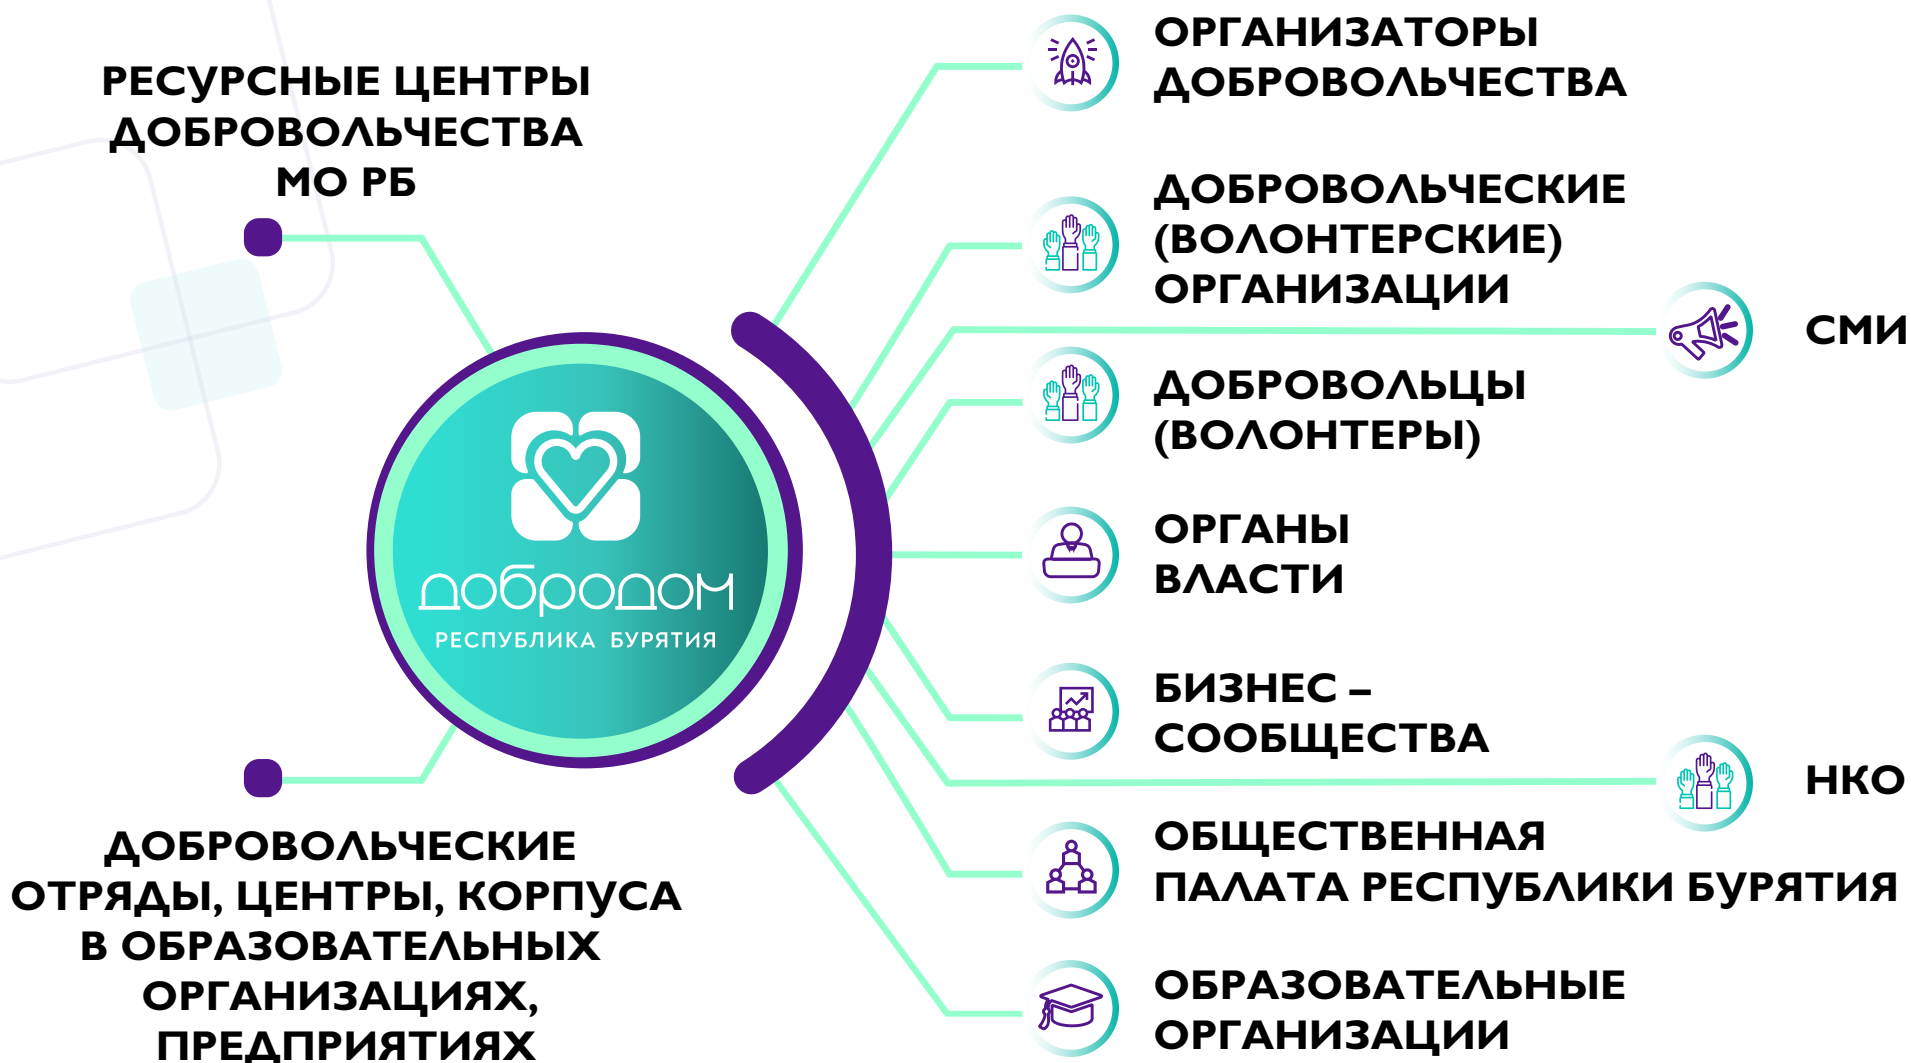 РЕСУРСНЫЕ ЦЕНТРЫ
ДОБРОВОЛЬЧЕСТВА
МО РБ
добродом
РЕСПУБЛИКА БУРЯТИЯ
ДОБРОВОЛЬЧЕСКИЕ
ОТРЯДЫ, ЦЕНТРЫ, КОРПУСА
В ОБРАЗОВАТЕЛЬНЫХ
ОРГАНИЗАЦИЯХ,
ПРЕДПРИЯТИЯХ
ОРГАНИЗАТОРЫ
ДОБРОВОЛЬЧЕСТВА
ДОБРОВОЛЬЧЕСКИЕ
(ВОЛОНТЕРСКИЕ)
ОРГАНИЗАЦИИ
СМИ
ДОБРОВОЛЬЦЫ
(ВОЛОНТЕРЫ)
ОРГАНЫ
ВЛАСТИ
БИЗНЕС –
СООБЩЕСТВА
НКО
ОБЩЕСТВЕННАЯ
ПАЛАТА РЕСПУБЛИКИ БУРЯТИЯ
ОБРАЗОВАТЕЛЬНЫЕ
ОРГАНИЗАЦИИ